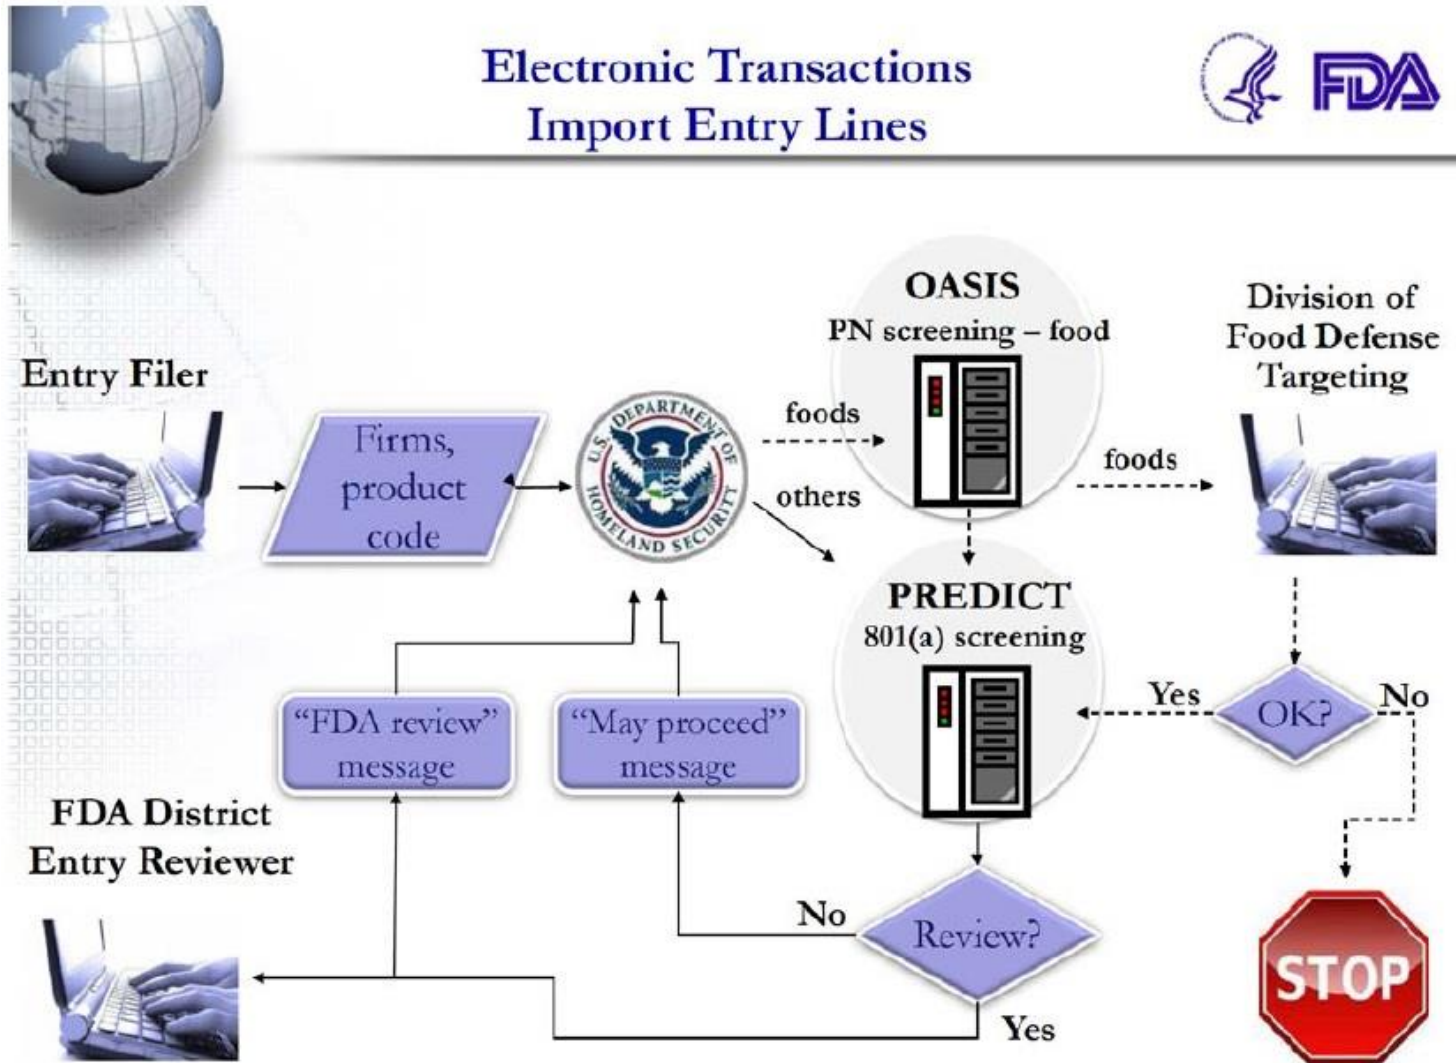 Electronic Transactions
Import Entry Lines
FDA
OASIS
PN screening – food
Division of
Food Defense
Targeting
Entry Filer
Firms,
product
code
U.S. DEPARTMENT OF
HOMELAND SECURITY
foods
others
foods
PREDICT
801(a) screening
Yes
OK?
No
“FDA review”
message
“May proceed”
message
FDA District
Entry Reviewer
No
Review?
Yes
STOP